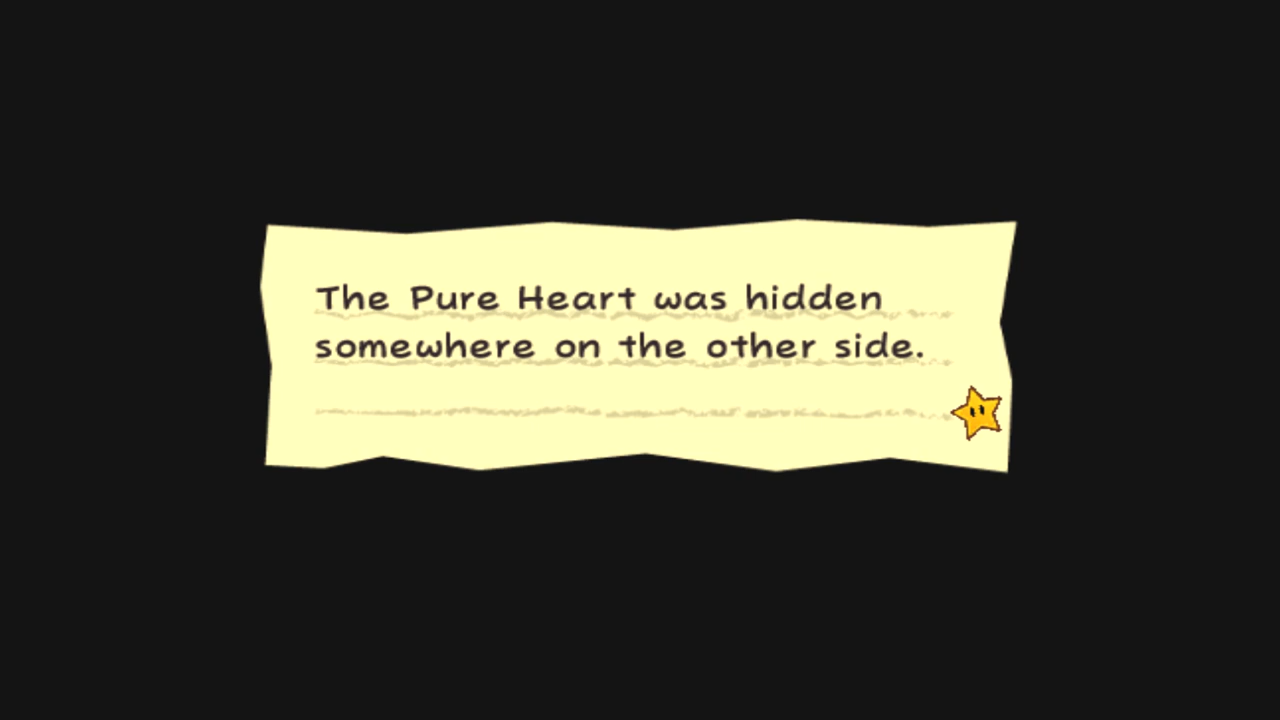 The Pure Heart was hidden
somewhere on the other side.